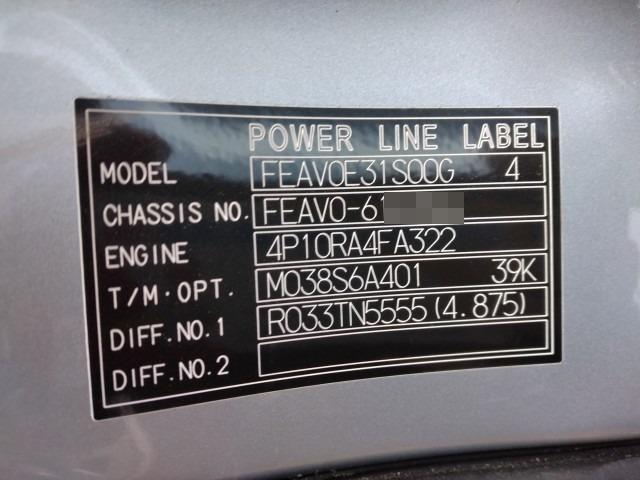 POWER LINE LABEL
MODEL FEAV0E31S00G 4
CHASSIS NO. FEAV0-61
ENGINE 4P10RA4FA322
T/M·OPT. M038S6A401 39K
DIFF.NO.1 R033TN5555(4.875)
DIFF.NO.2